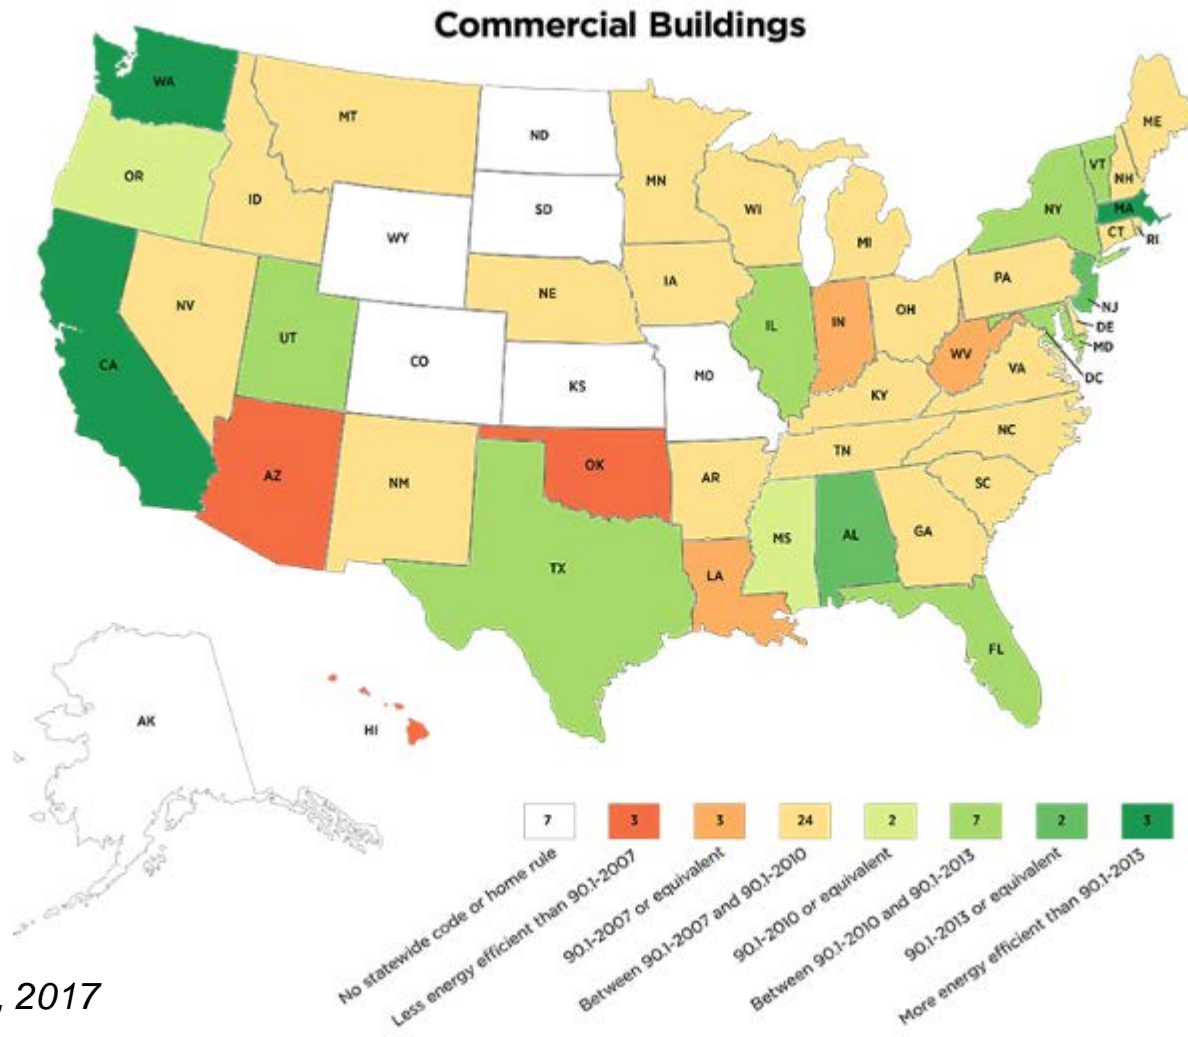 Commercial Buildings
WA
MT
ND
ME
OR
ID
MN
VT
NH
SD
WI
NY
MA
WY
MI
CT
RI
NV
NE
IA
PA
UT
IL
IN
OH
NJ
DE
CA
CO
KS
MO
WV
VA
MD
DC
KY
NC
TN
AZ
NM
OK
AR
SC
MS
AL
GA
TX
LA
FL
AK
HI
7
3
3
24
2
7
2
3
No statewide code or home rule
Less energy efficient than 90.1-2007
90.1-2007 or equivalent
Between 90.1-2007 and 90.1-2010
90.1-2010 or equivalent
Between 90.1-2010 and 90.1-2013
90.1-2013 or equivalent
More energy efficient than 90.1-2013
, 2017